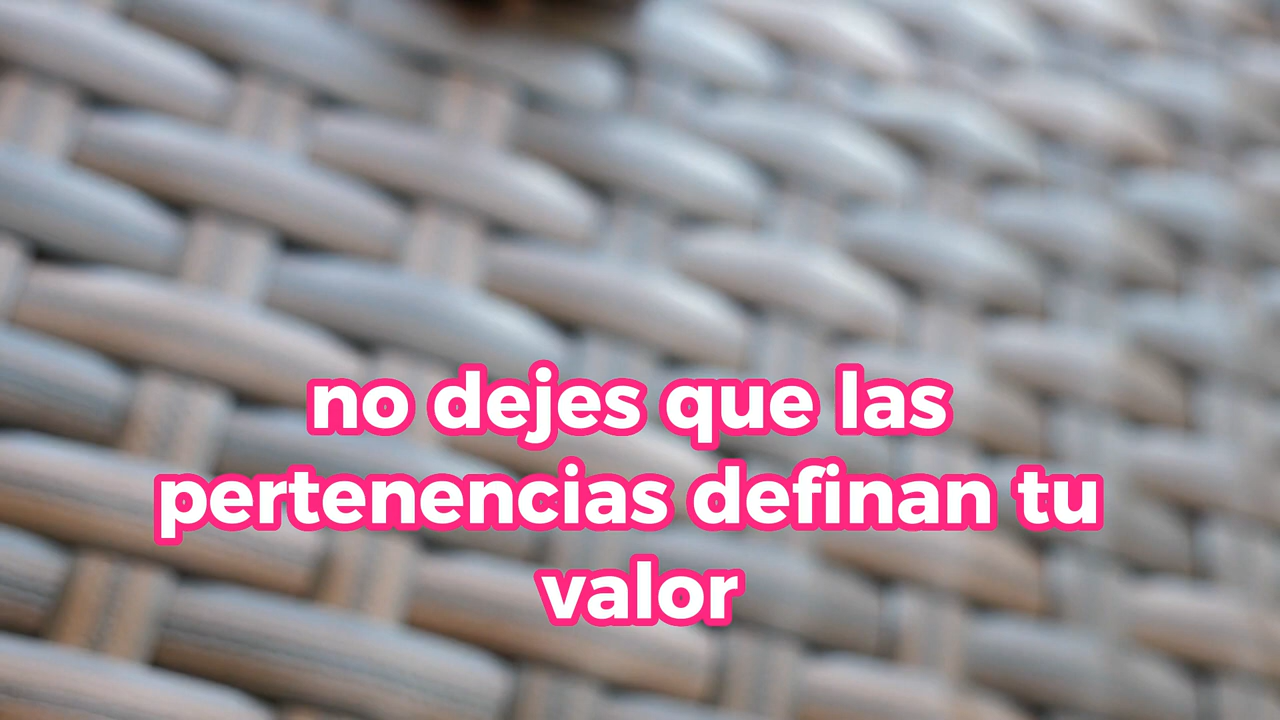 no dejes que las
pertenencias definan tu
valor